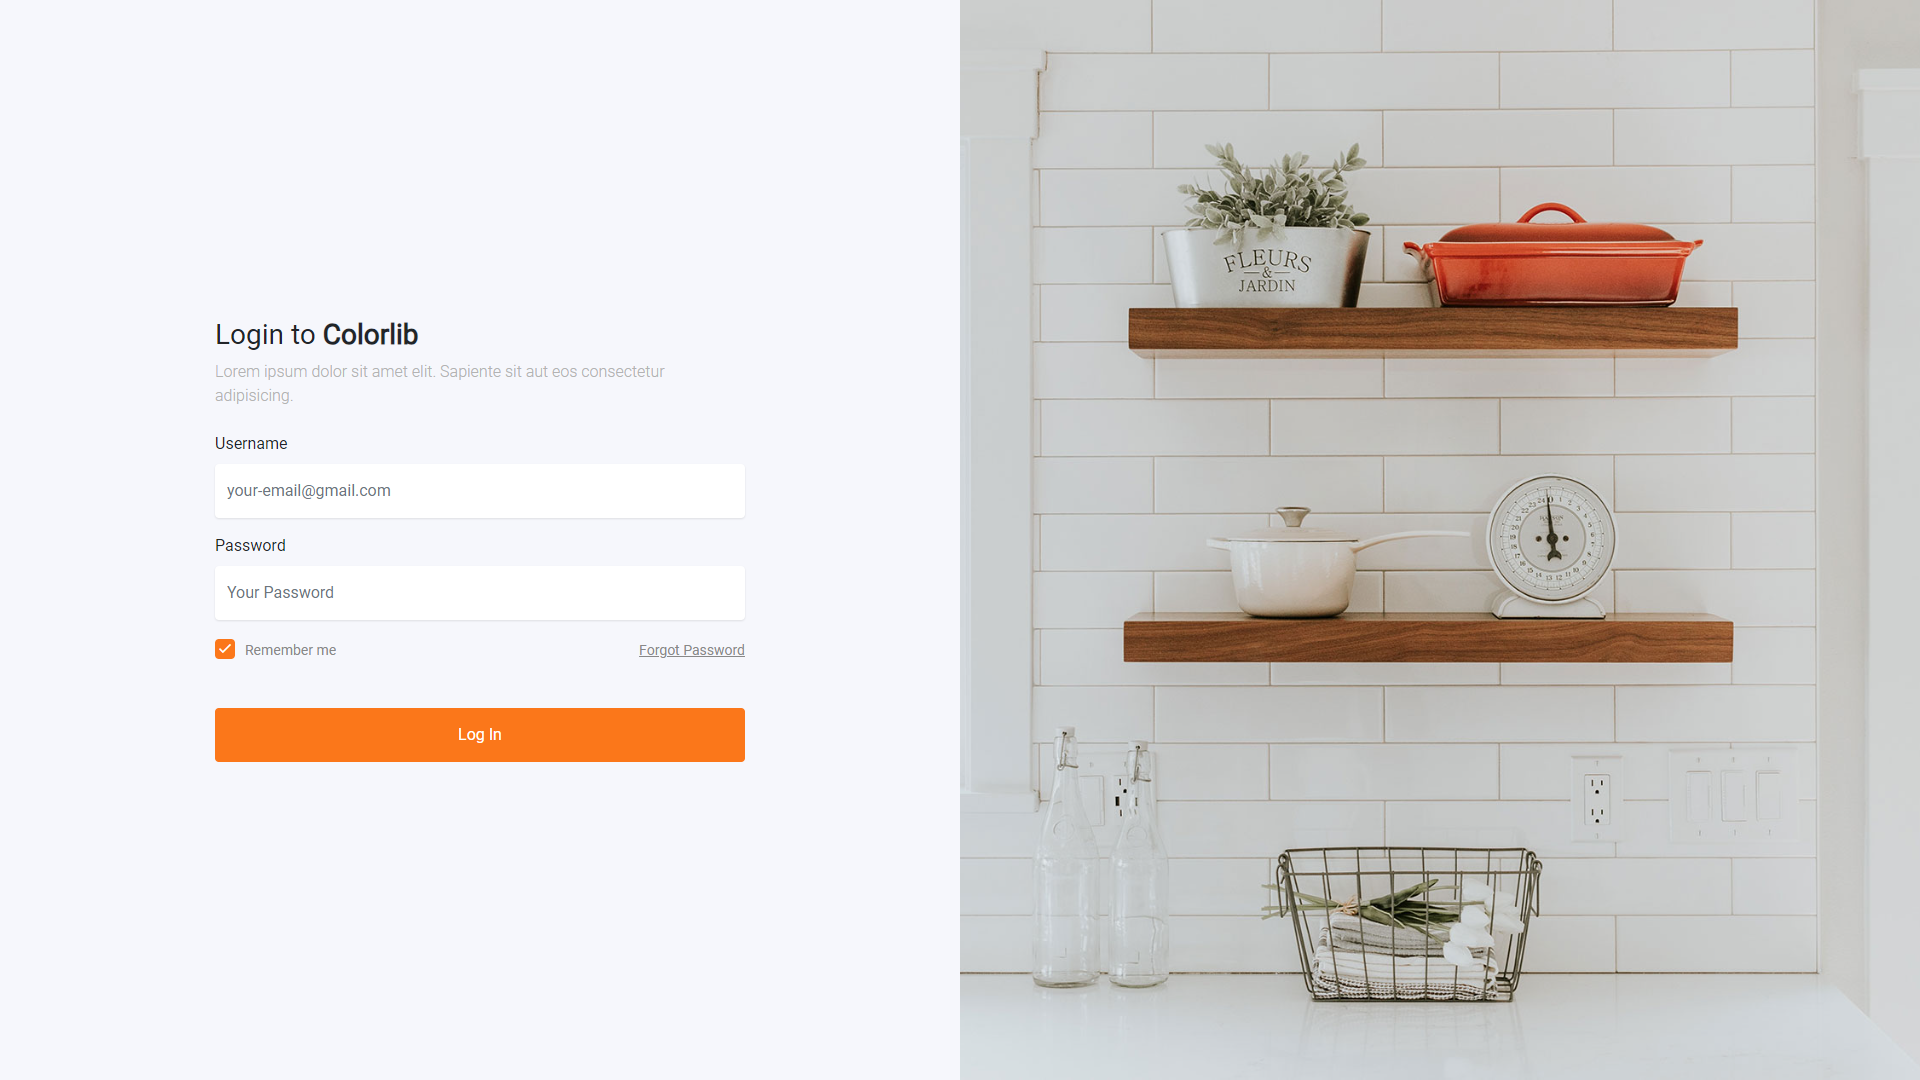 Login to Colorlib
Lorem ipsum dolor sit amet elit. Sapiente sit aut eos consectetur
adipisicing.
Username
your-email@gmail.com
Password
Your Password
Remember me
Forgot Password
Log In
FLEURS
&
JARDIN